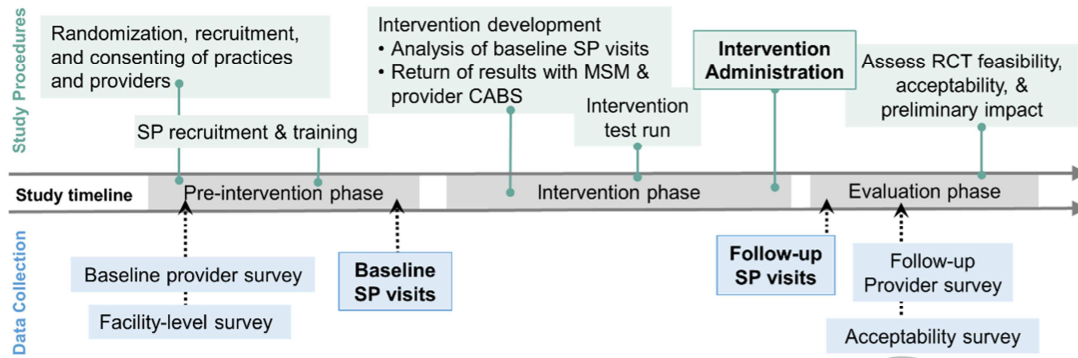 Study Procedures
Randomization, recruitment,
and consenting of practices
and providers
SP recruitment & training
Intervention development
• Analysis of baseline SP visits
• Return of results with MSM &
provider CABS
Intervention
test run
Intervention
Administration
Assess RCT feasibility,
acceptability, &
preliminary impact
Study timeline
Pre-intervention phase
Intervention phase
Evaluation phase
Data Collection
Baseline provider survey
Facility-level survey
Baseline
SP visits
Follow-up
SP visits
Follow-up
Provider survey
Acceptability survey